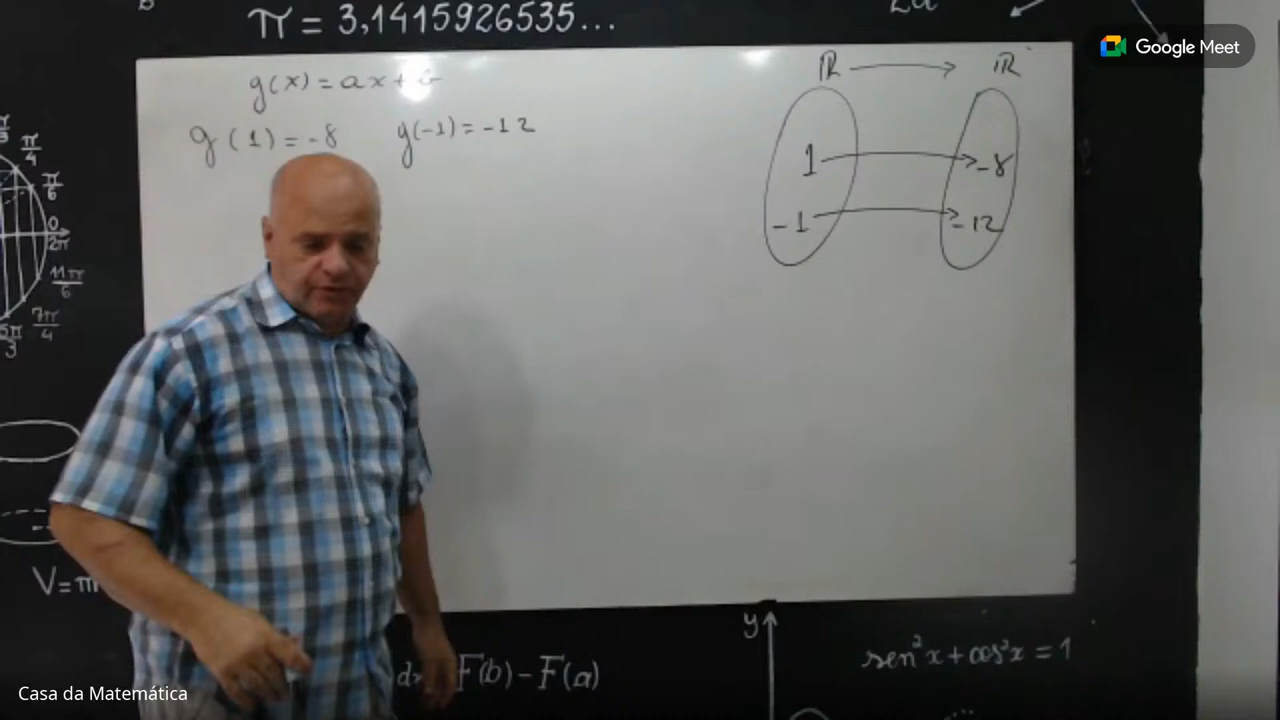 π = 3,1415926535...
2a
Google Meet
g(x) = ax + b
ℝ → ℝ
g(1) = -8 g(-1) = -12
1 → -8
-1 → -12
π/4
π/6
0
2π
11π/6
7π/4
5π/3
V = π
F(b) - F(a)
y
sen²x + cos²x = 1
Casa da Matemática